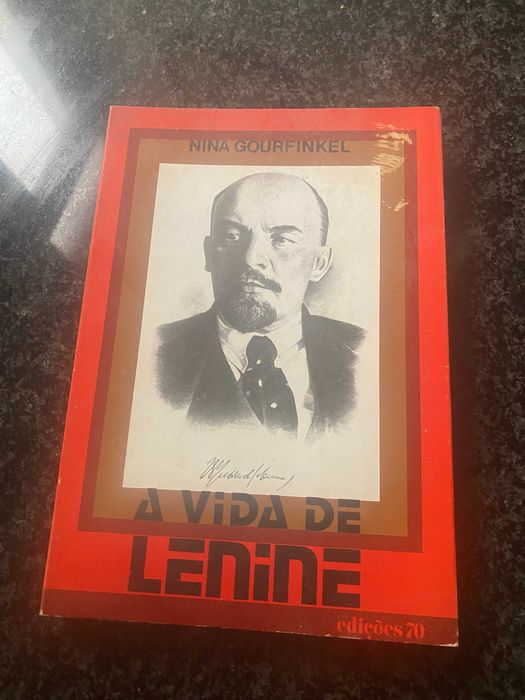 NINA GOURFINKEL
A ViDA DE
LENINE
edições 70